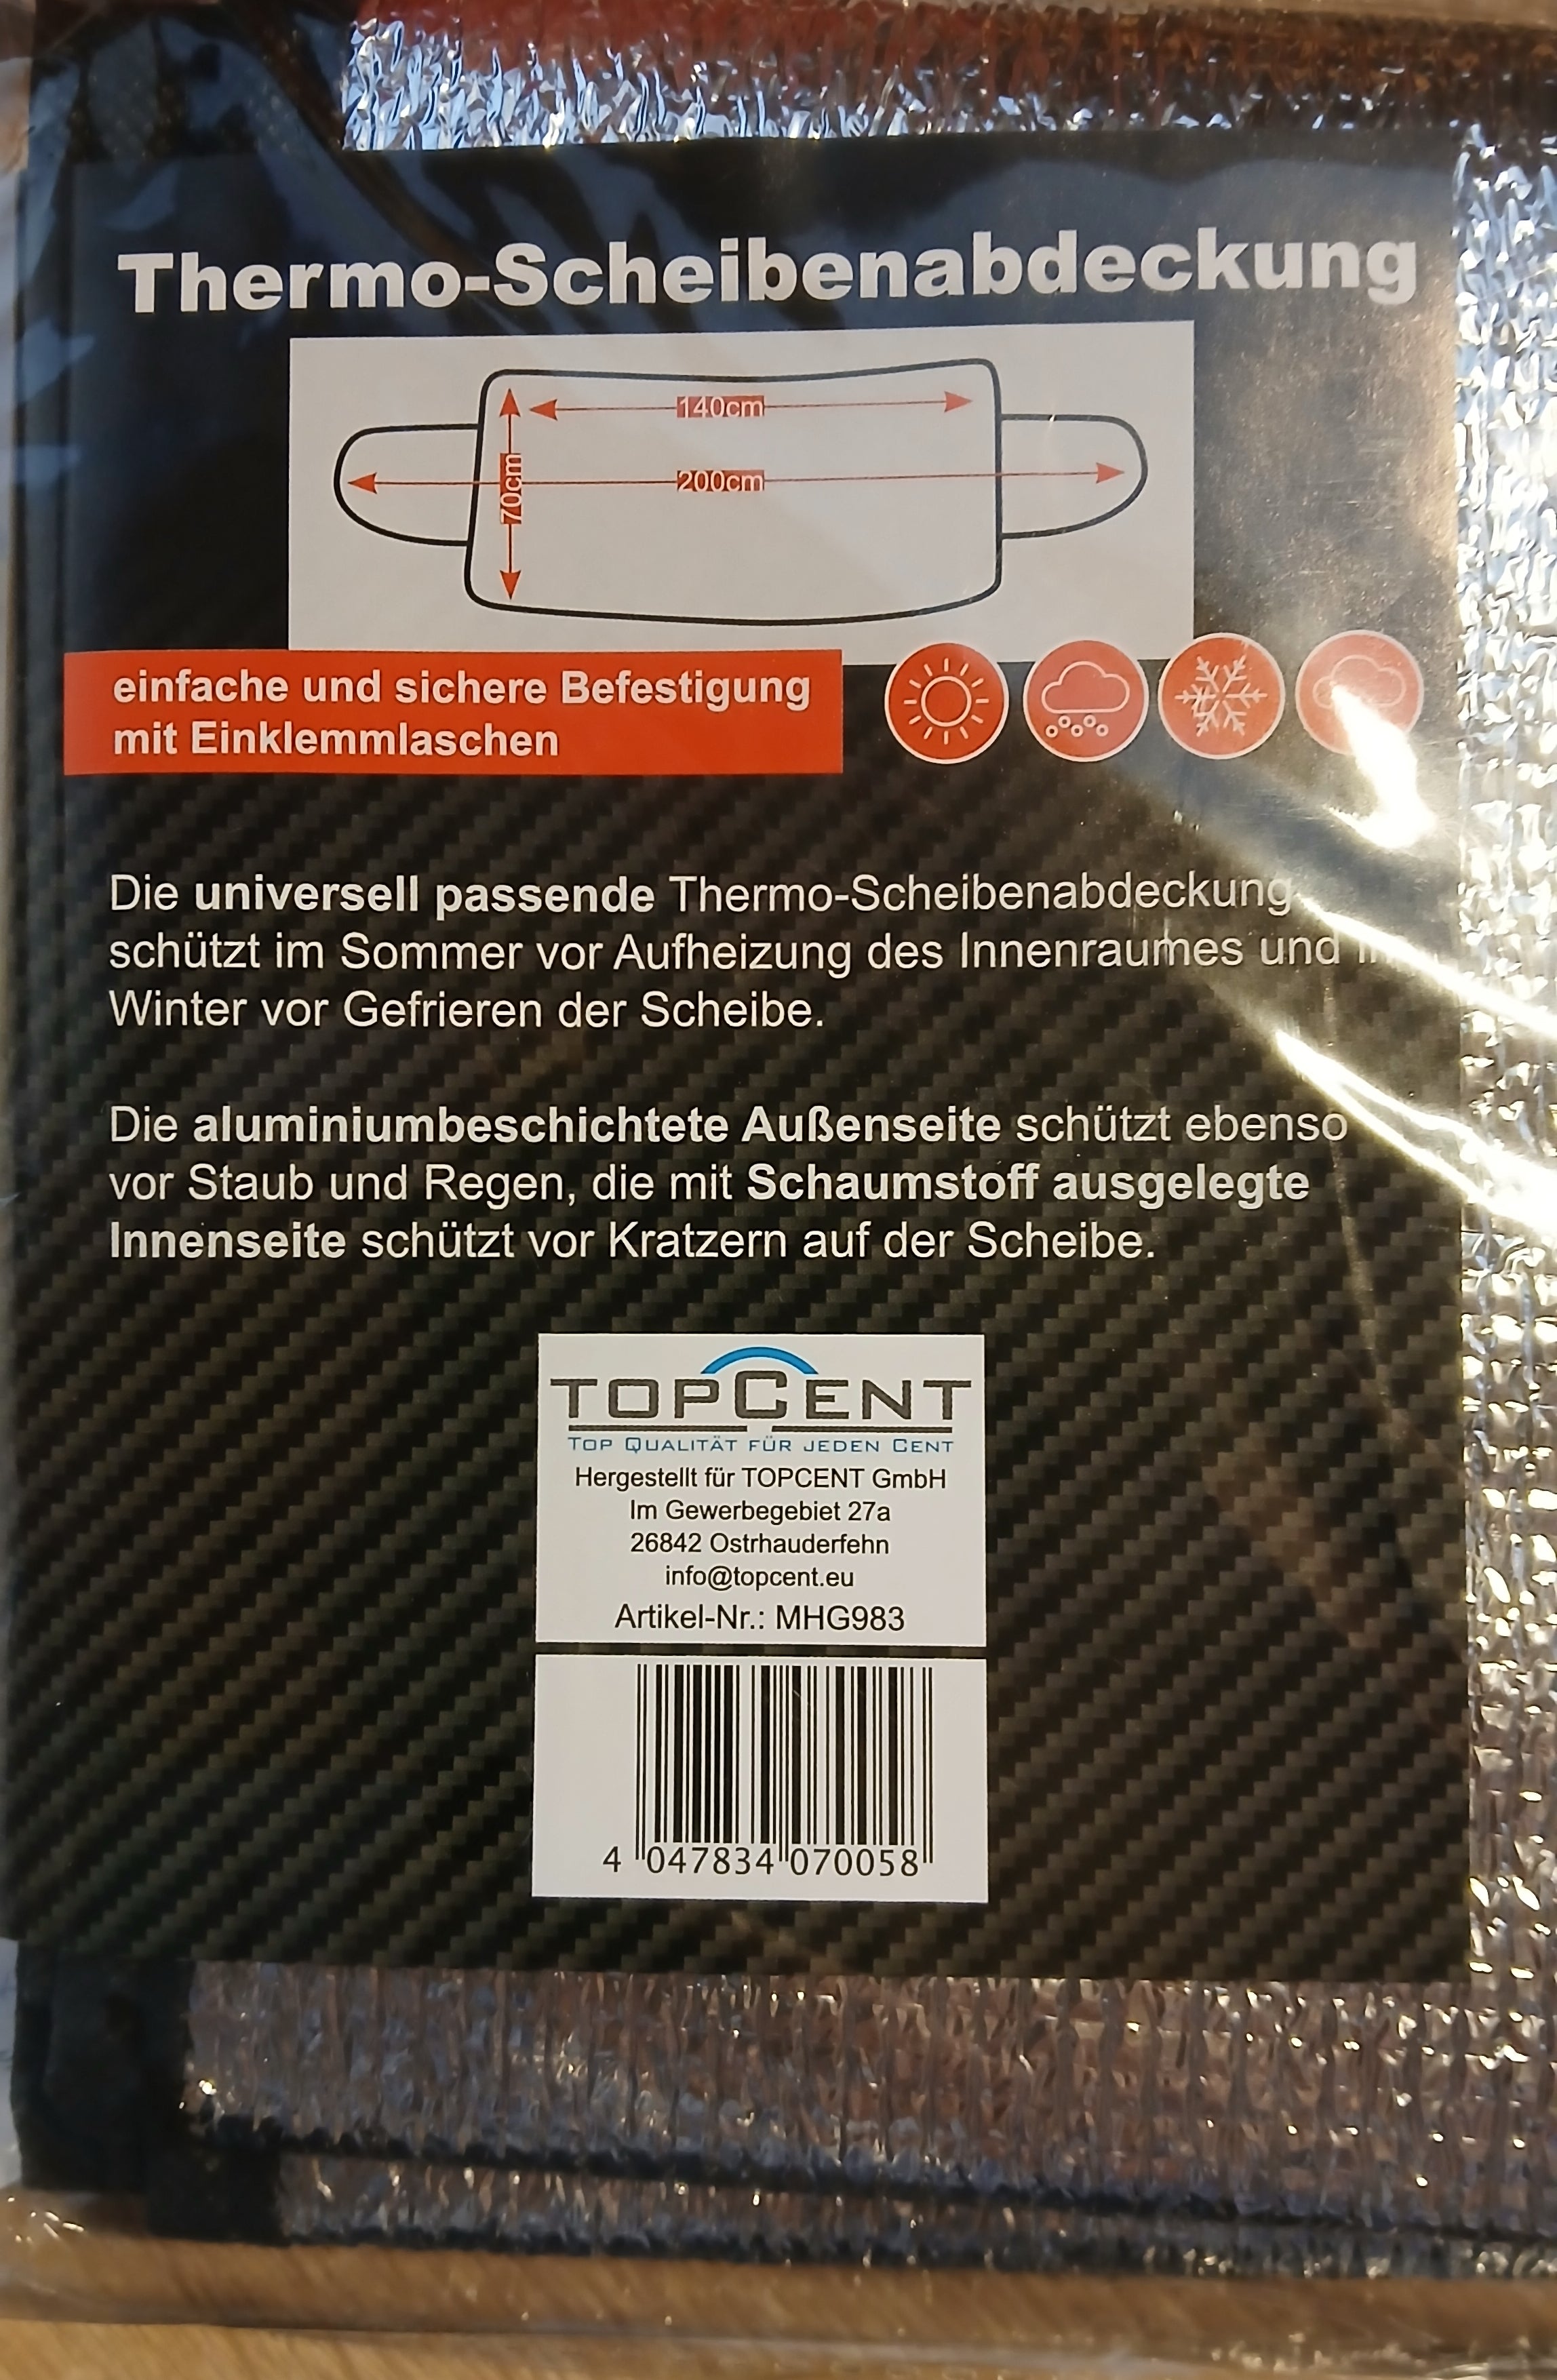 Thermo-Scheibenabdeckung
140cm
200cm
70cm
einfache und sichere Befestigung
mit Einklemmlaschen
Die universell passende Thermo-Scheibenabdeckung
schützt im Sommer vor Aufheizung des Innenraumes und
Winter vor Gefrieren der Scheibe.
Die aluminiumbeschichtete Außenseite schützt ebenso
vor Staub und Regen, die mit Schaumstoff ausgelegte
Innenseite schützt vor Kratzern auf der Scheibe.
TOPCENT
TOP QUALITÄT FÜR JEDEN CENT
Hergestellt für TOPCENT GmbH
Im Gewerbegebiet 27a
26842 Ostrhauderfehn
info@topcent.eu
Artikel-Nr.: MHG983
4 047834 070058